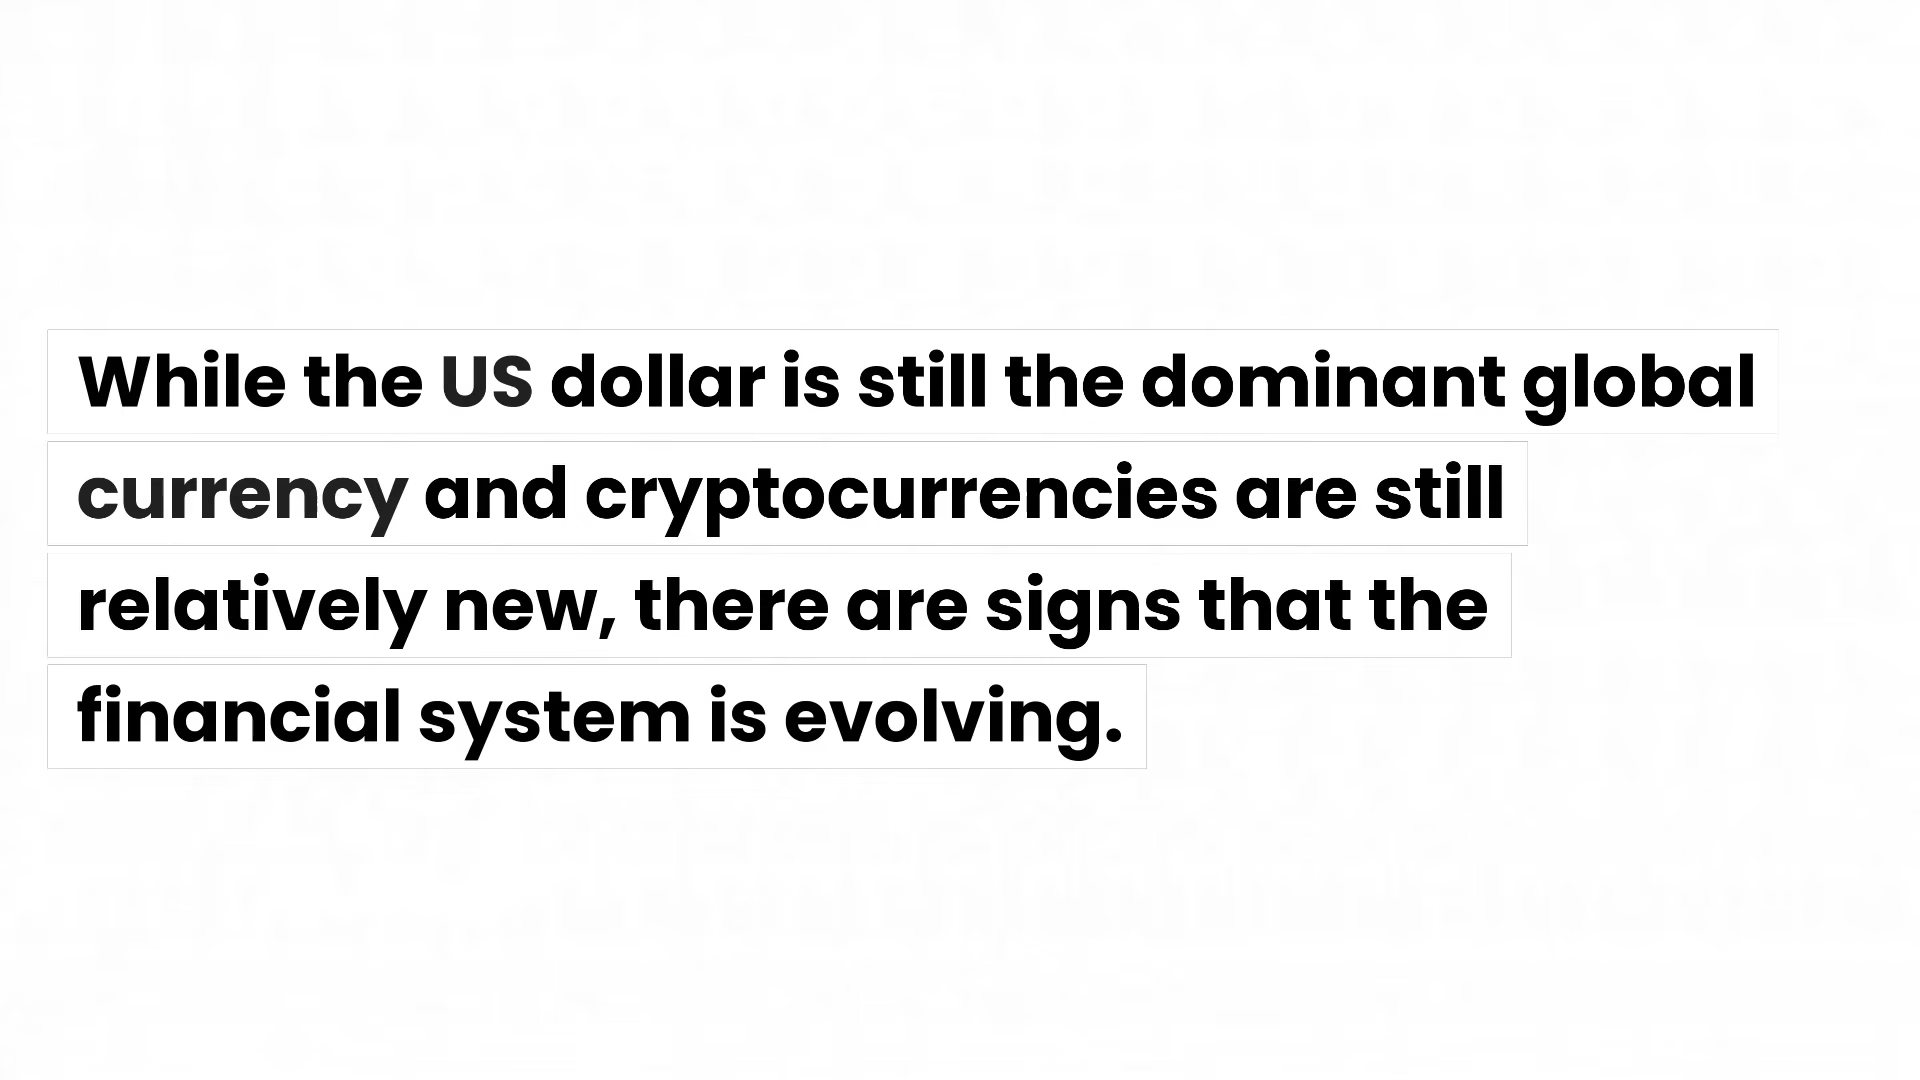 While the US dollar is still the dominant global
currency and cryptocurrencies are still
relatively new, there are signs that the
financial system is evolving.